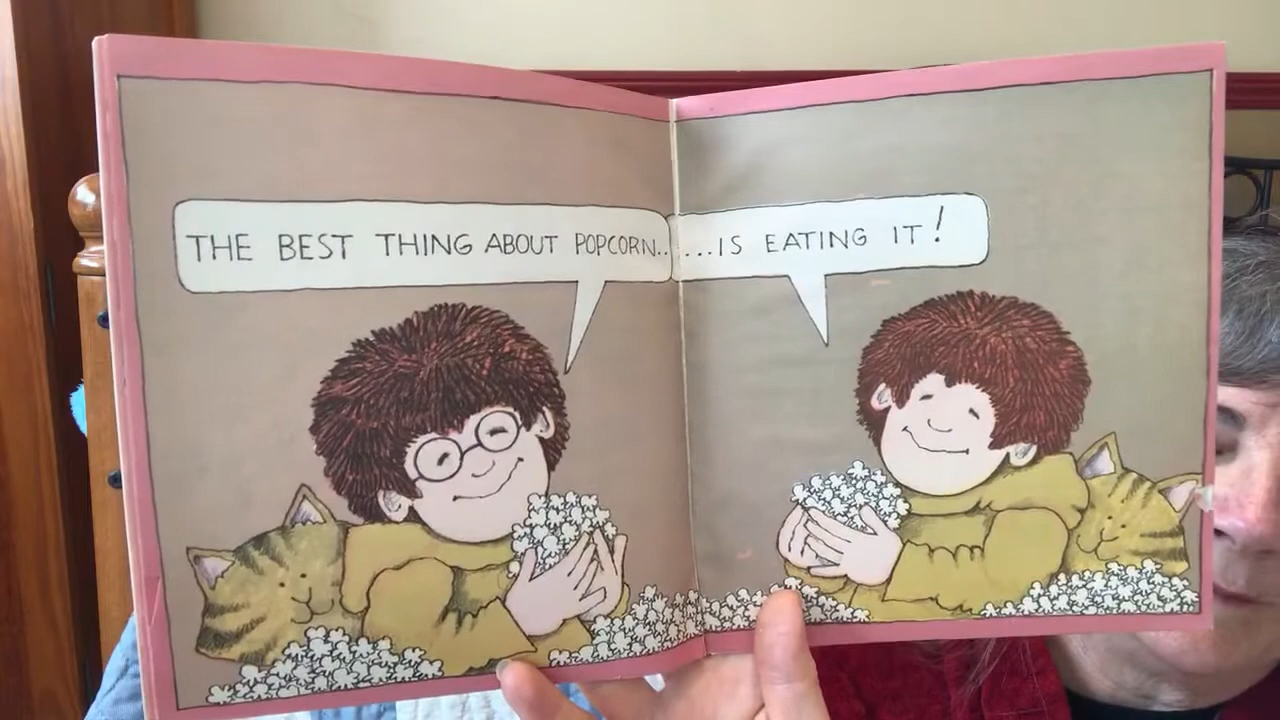 THE BEST THING ABOUT POPCORN..
....IS EATING IT!